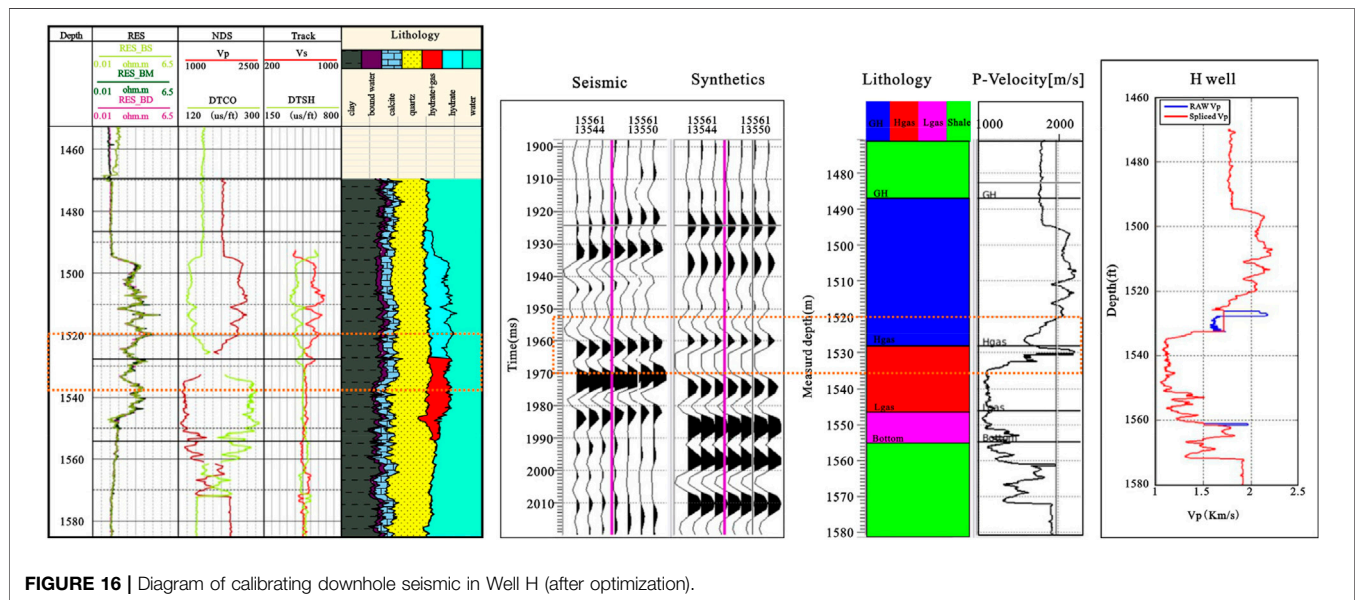 Depth RES NDS Track Lithology
RES_BS
0.01 ohm.m 6.5
RES_BM
0.01 ohm.m 6.5
RES_BD
0.01 ohm.m 6.5
Vp
1000 2500
DTCO
120 (us/ft) 300
Vs
200 1000
DTSH
150 (us/ft) 800
clay
bound water
calcite
quartz
hydrate+gas
hydrate
water
1460
1480
1500
1520
1540
1560
1580
Seismic Synthetics
15561 15561 15561 15561
13544 13550 13544 13550
Time(ms)
1900
1910
1920
1930
1940
1950
1960
1970
1980
1990
2000
2010
Lithology P-Velocity[m/s]
GH Hgas Lgas Shale
1000 2000
Measurd depth(m)
1480
1490
1500
1510
1520
1530
1540
1550
1560
1570
1580
GH
Hgas
Lgas
Bottom
GH
Hgas
Bottom
H well
RAW Vp
Spliced Vp
Depth(ft)
1460
1480
1500
1520
1540
1560
1580
1 1.5 2 2.5
Vp (Km/s)
FIGURE 16 | Diagram of calibrating downhole seismic in Well H (after optimization).